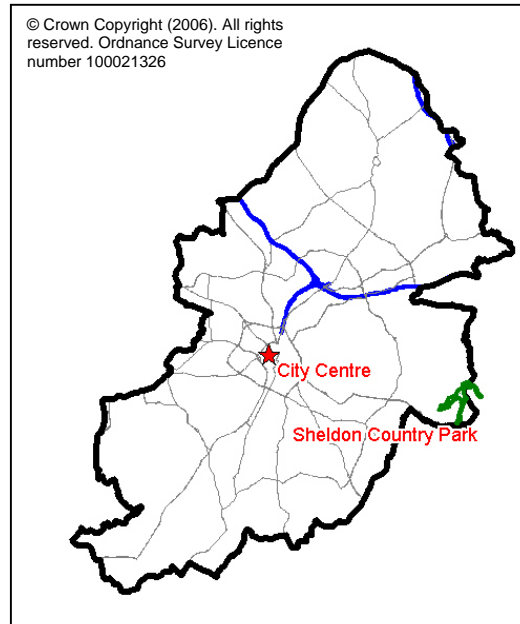 © Crown Copyright (2006). All rights
reserved. Ordnance Survey Licence
number 100021326
City Centre
Sheldon Country Park